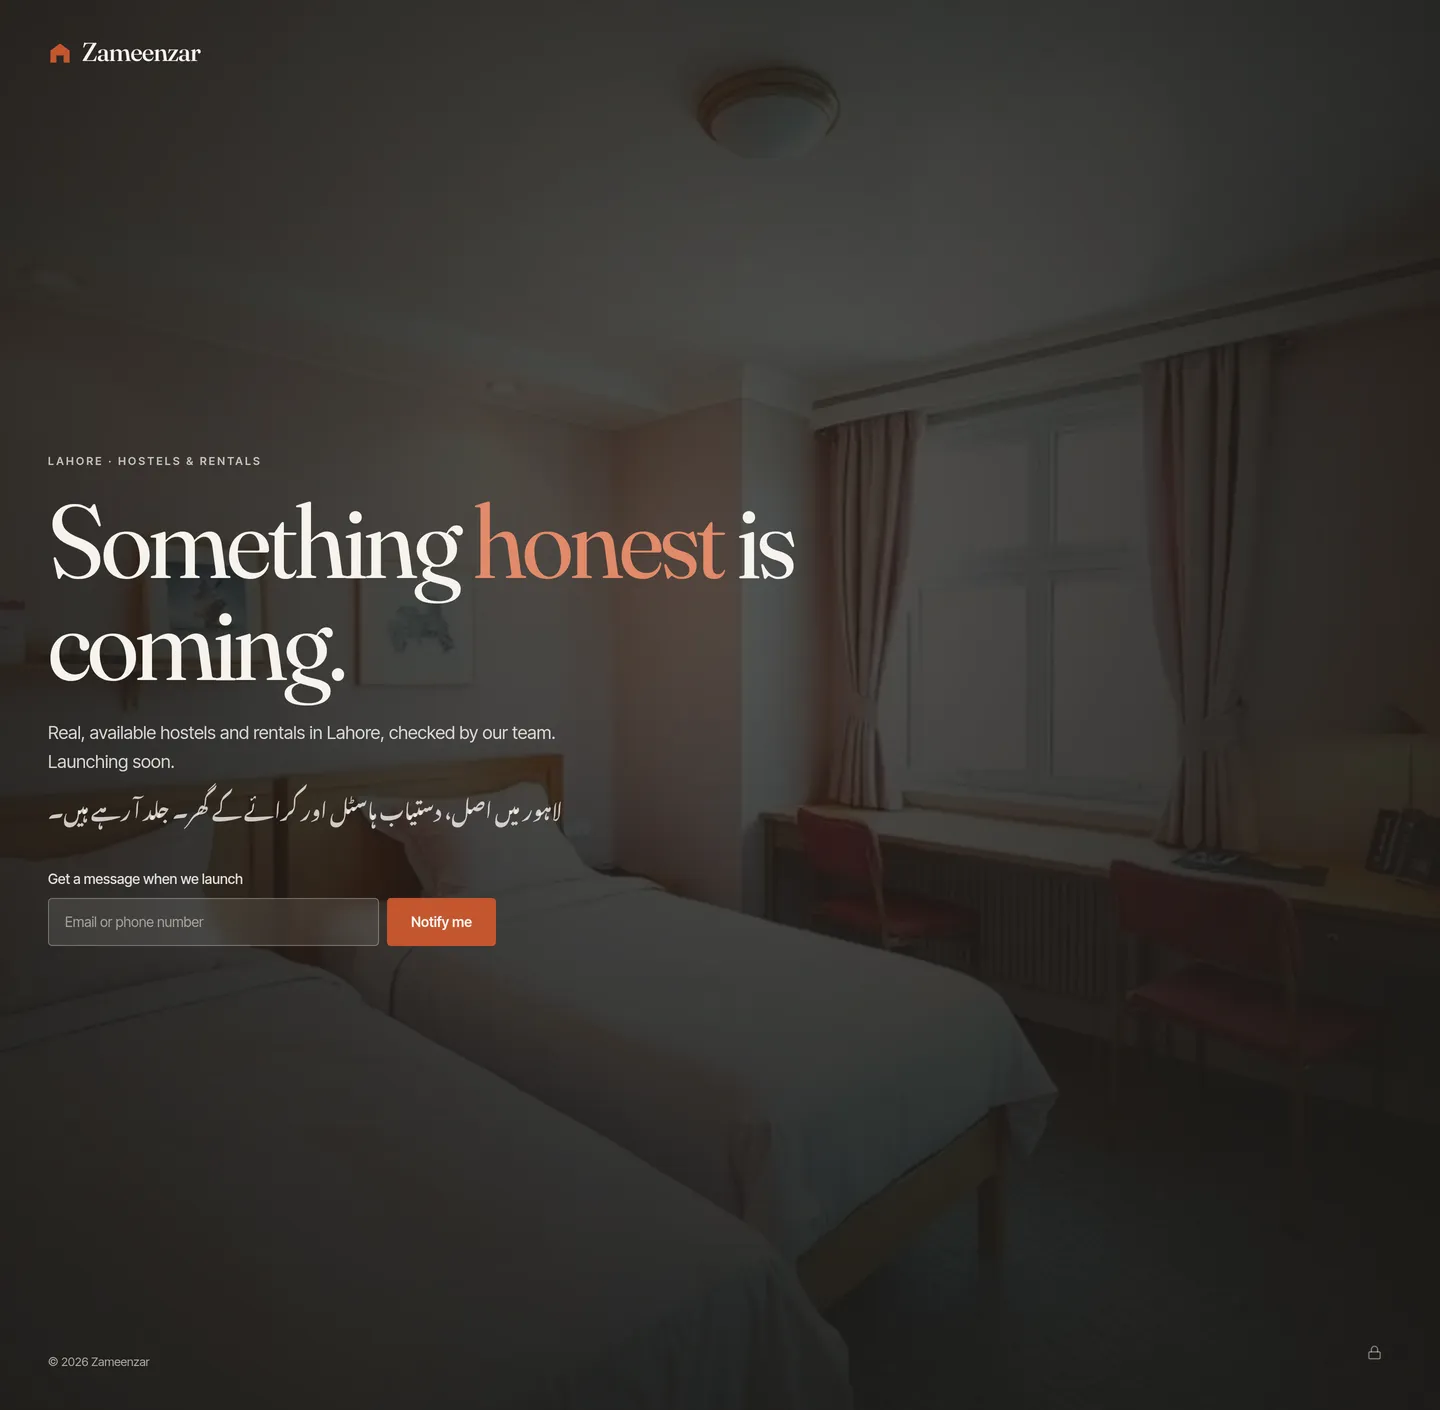 Zameenzar
LAHORE · HOSTELS & RENTALS
Something honest is
coming.
Real, available hostels and rentals in Lahore, checked by our team.
Launching soon.
لاہور میں اصل، دستیاب ہاسٹل اور کرائے کے گھر۔ جلد آ رہے ہیں۔
Get a message when we launch
Email or phone number
Notify me
© 2026 Zameenzar